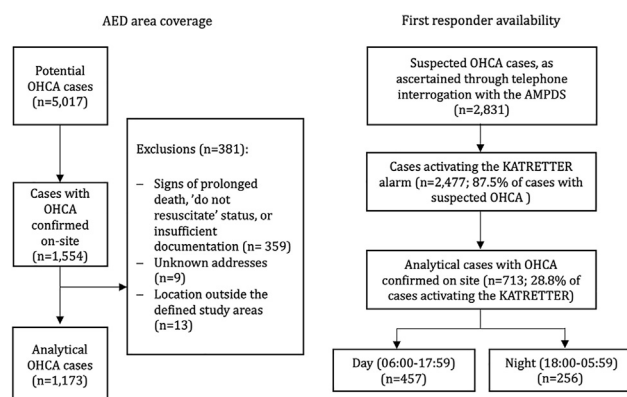 AED area coverage
Potential
OHCA cases
(n=5,017)
Exclusions (n=381):
– Signs of prolonged
death, 'do not
resuscitate' status, or
insufficient
documentation (n= 359)
– Unknown addresses
(n=9)
– Location outside the
defined study areas
(n=13)
Cases with
OHCA
confirmed
on-site
(n=1,554)
Analytical
OHCA cases
(n=1,173)
First responder availability
Suspected OHCA cases, as
ascertained through telephone
interrogation with the AMPDS
(n=2,831)
Cases activating the KATRETTER
alarm (n=2,477; 87.5% of cases with
suspected OHCA )
Analytical cases with OHCA
confirmed on site (n=713; 28.8% of
cases activating the KATRETTER)
Day (06:00-17:59)
(n=457)
Night (18:00-05:59)
(n=256)